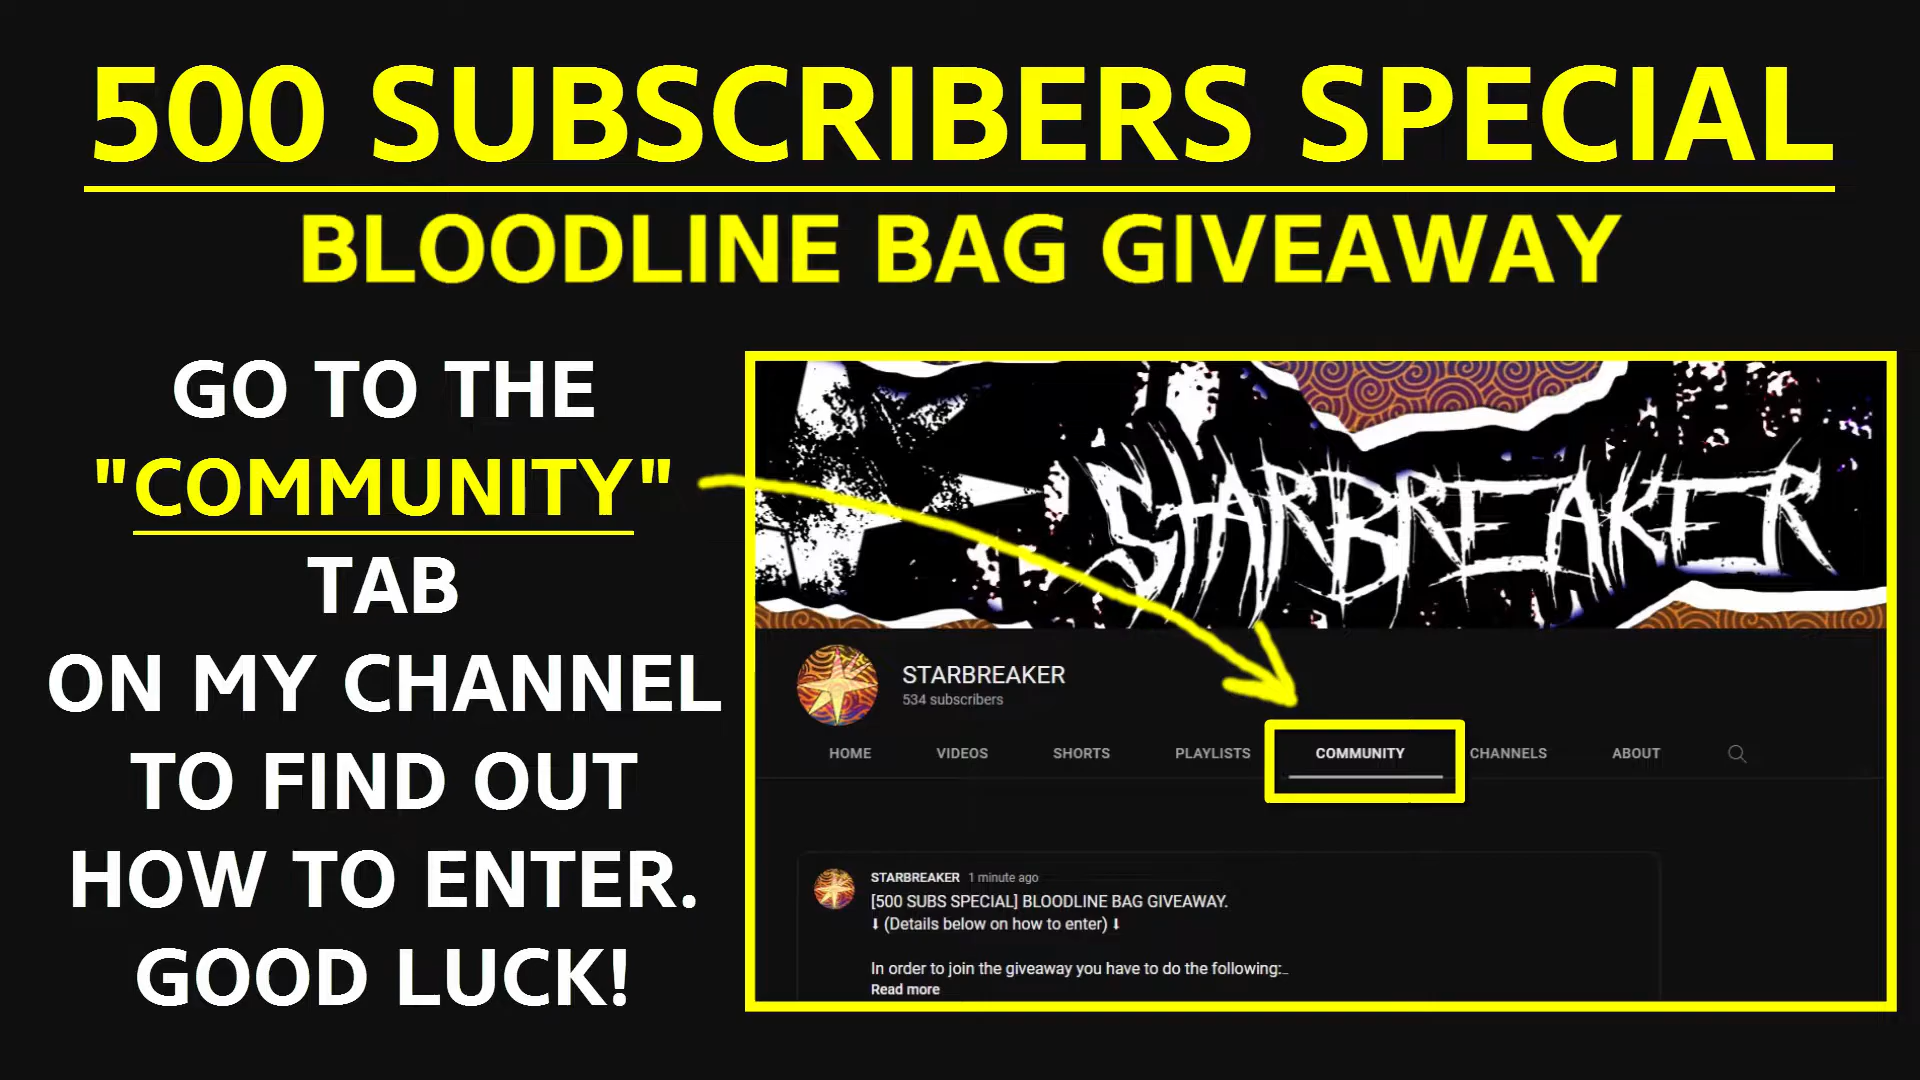 500 SUBSCRIBERS SPECIAL
BLOODLINE BAG GIVEAWAY
GO TO THE
"COMMUNITY"
TAB
ON MY CHANNEL
TO FIND OUT
HOW TO ENTER.
GOOD LUCK!
STARBREAKER
STARBREAKER
534 subscribers
HOME VIDEOS SHORTS PLAYLISTS COMMUNITY CHANNELS ABOUT
STARBREAKER 1 minute ago
[500 SUBS SPECIAL] BLOODLINE BAG GIVEAWAY.
⬇ (Details below on how to enter) ⬇
In order to join the giveaway you have to do the following:...
Read more